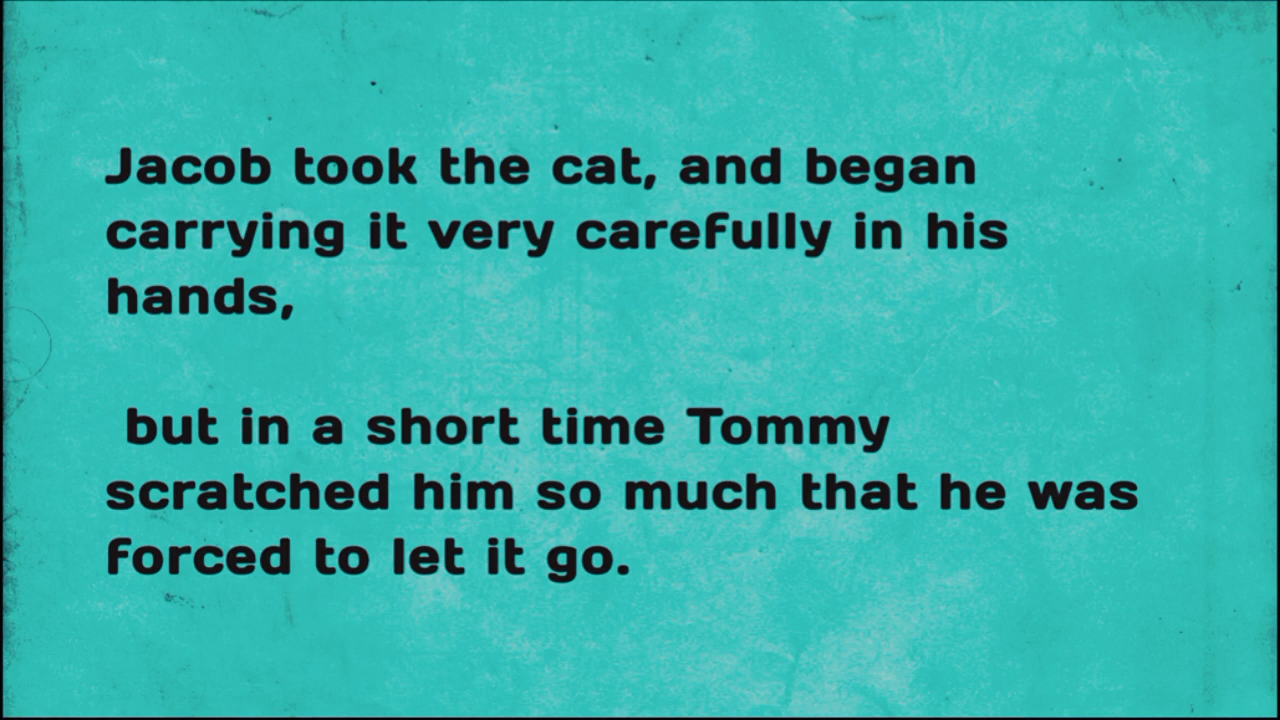 Jacob took the cat, and began
carrying it very carefully in his
hands,
but in a short time Tommy
scratched him so much that he was
forced to let it go.